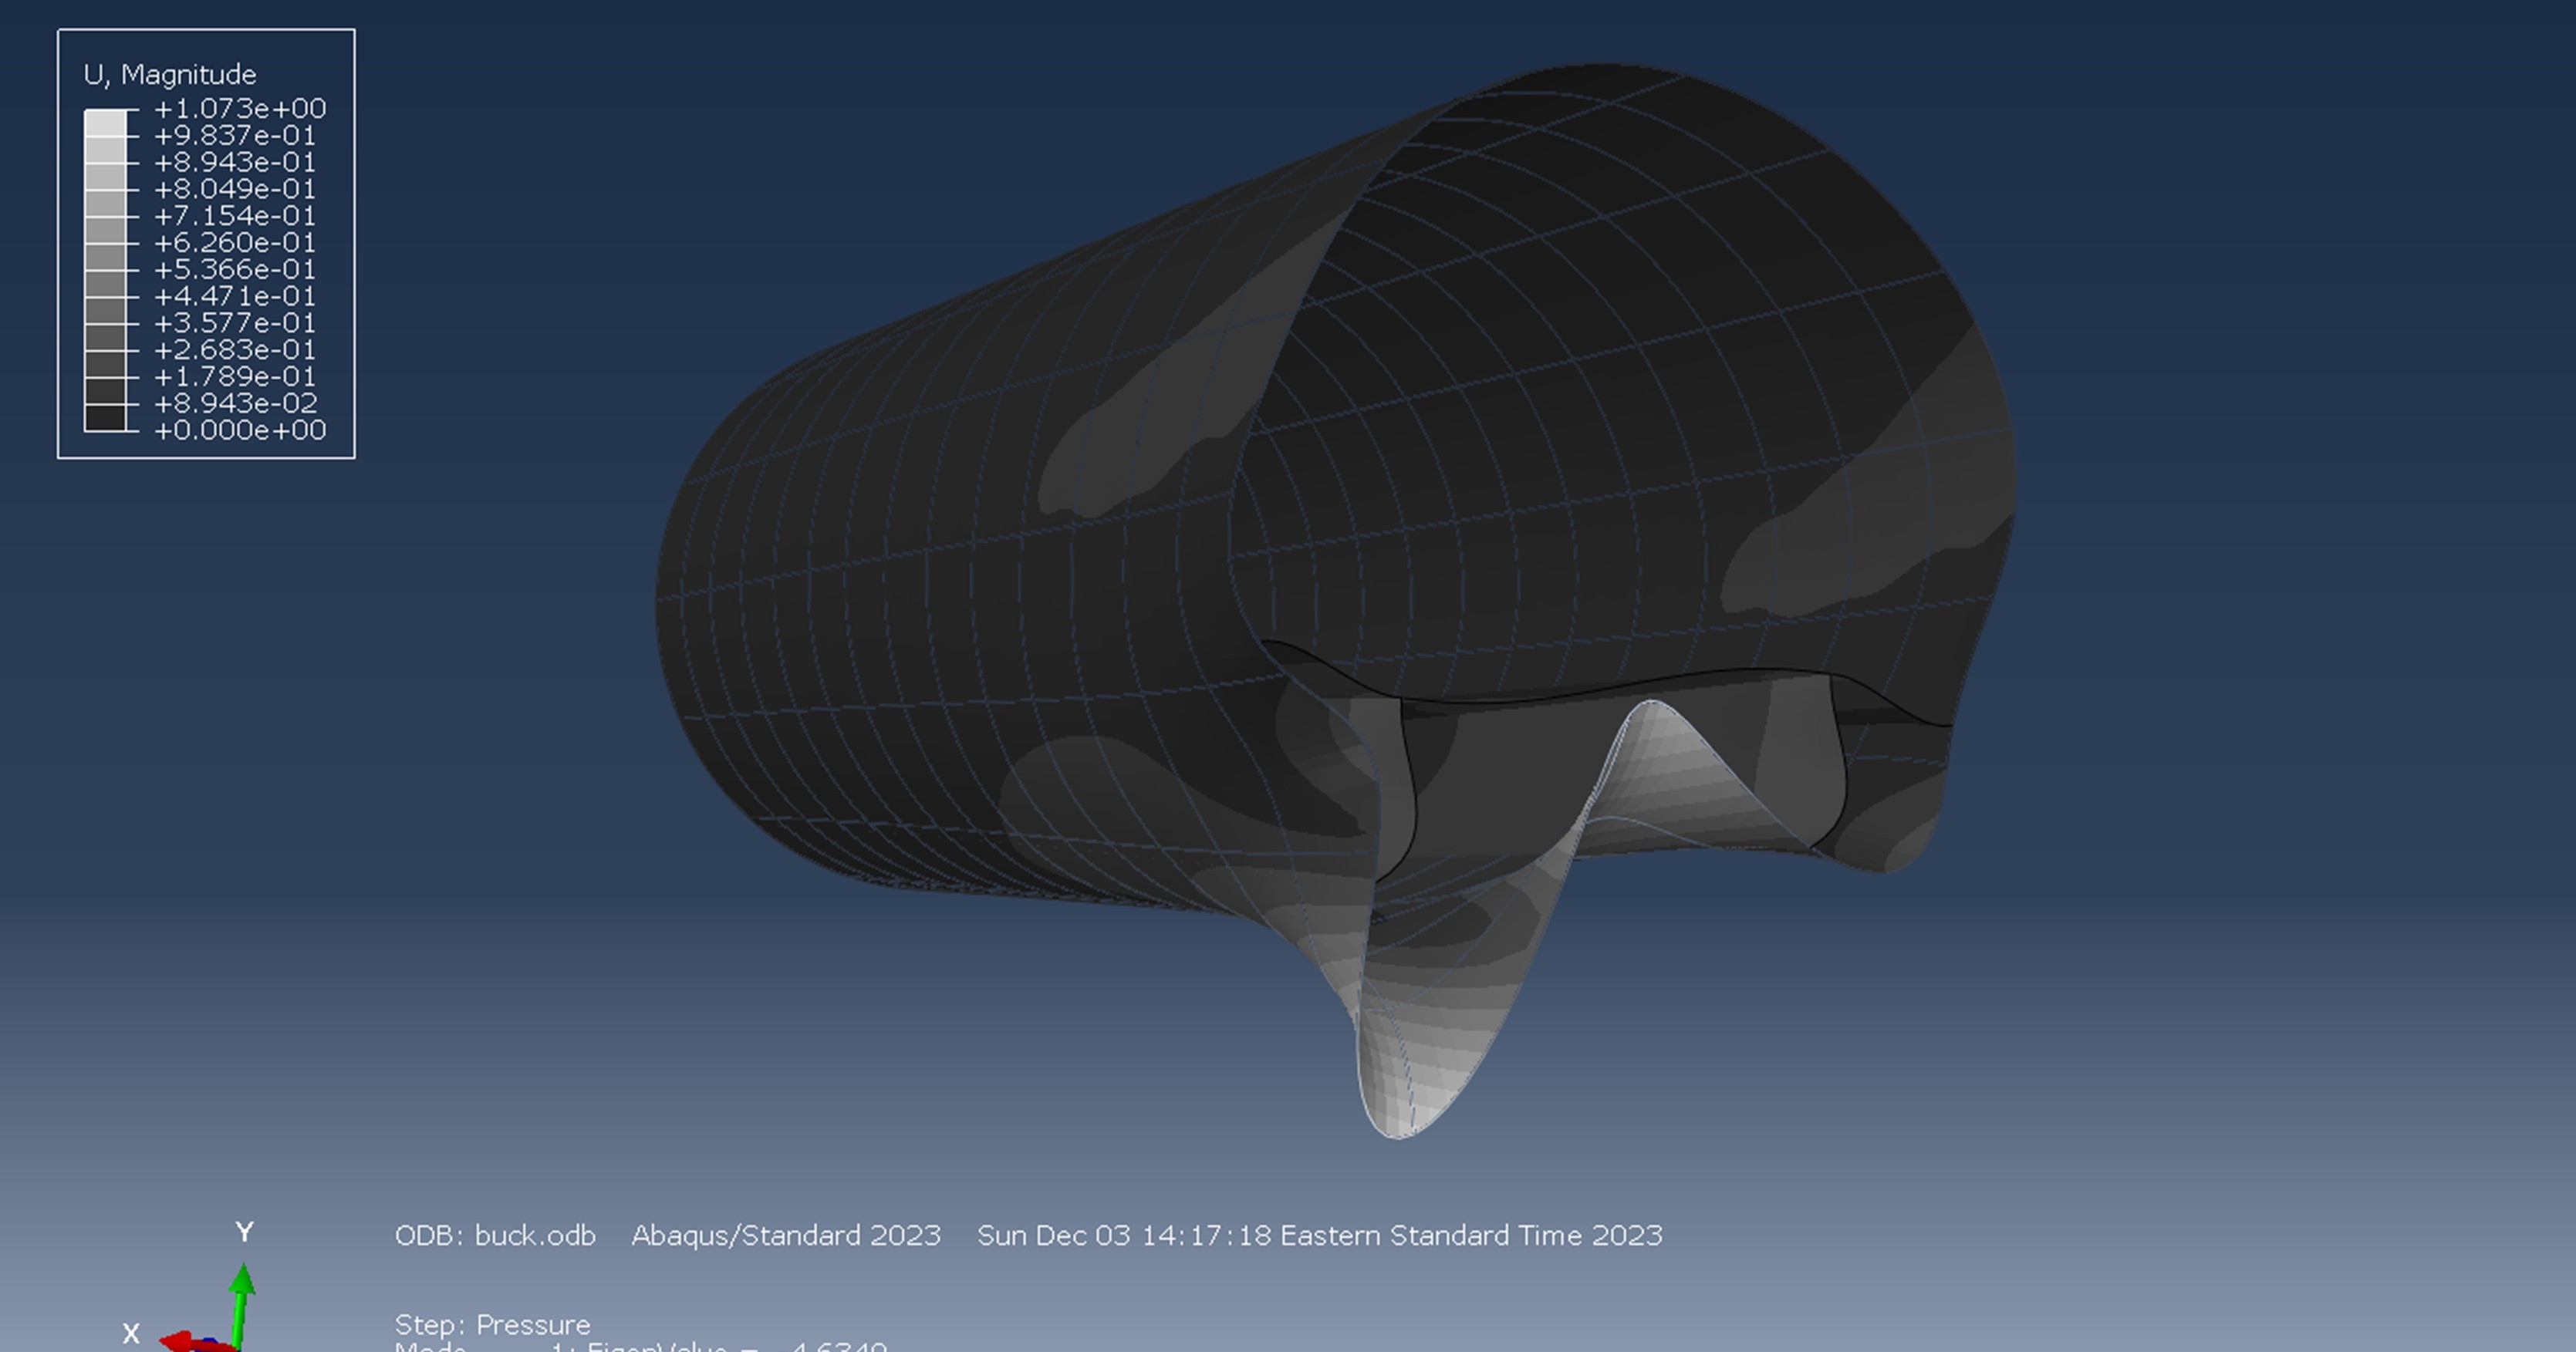 U, Magnitude
+1.073e+00
+9.837e-01
+8.943e-01
+8.049e-01
+7.154e-01
+6.260e-01
+5.366e-01
+4.471e-01
+3.577e-01
+2.683e-01
+1.789e-01
+8.943e-02
+0.000e+00
Y
ODB: buck.odb Abaqus/Standard 2023 Sun Dec 03 14:17:18 Eastern Standard Time 2023
X
Step: Pressure
Mode 1: EigenValue =